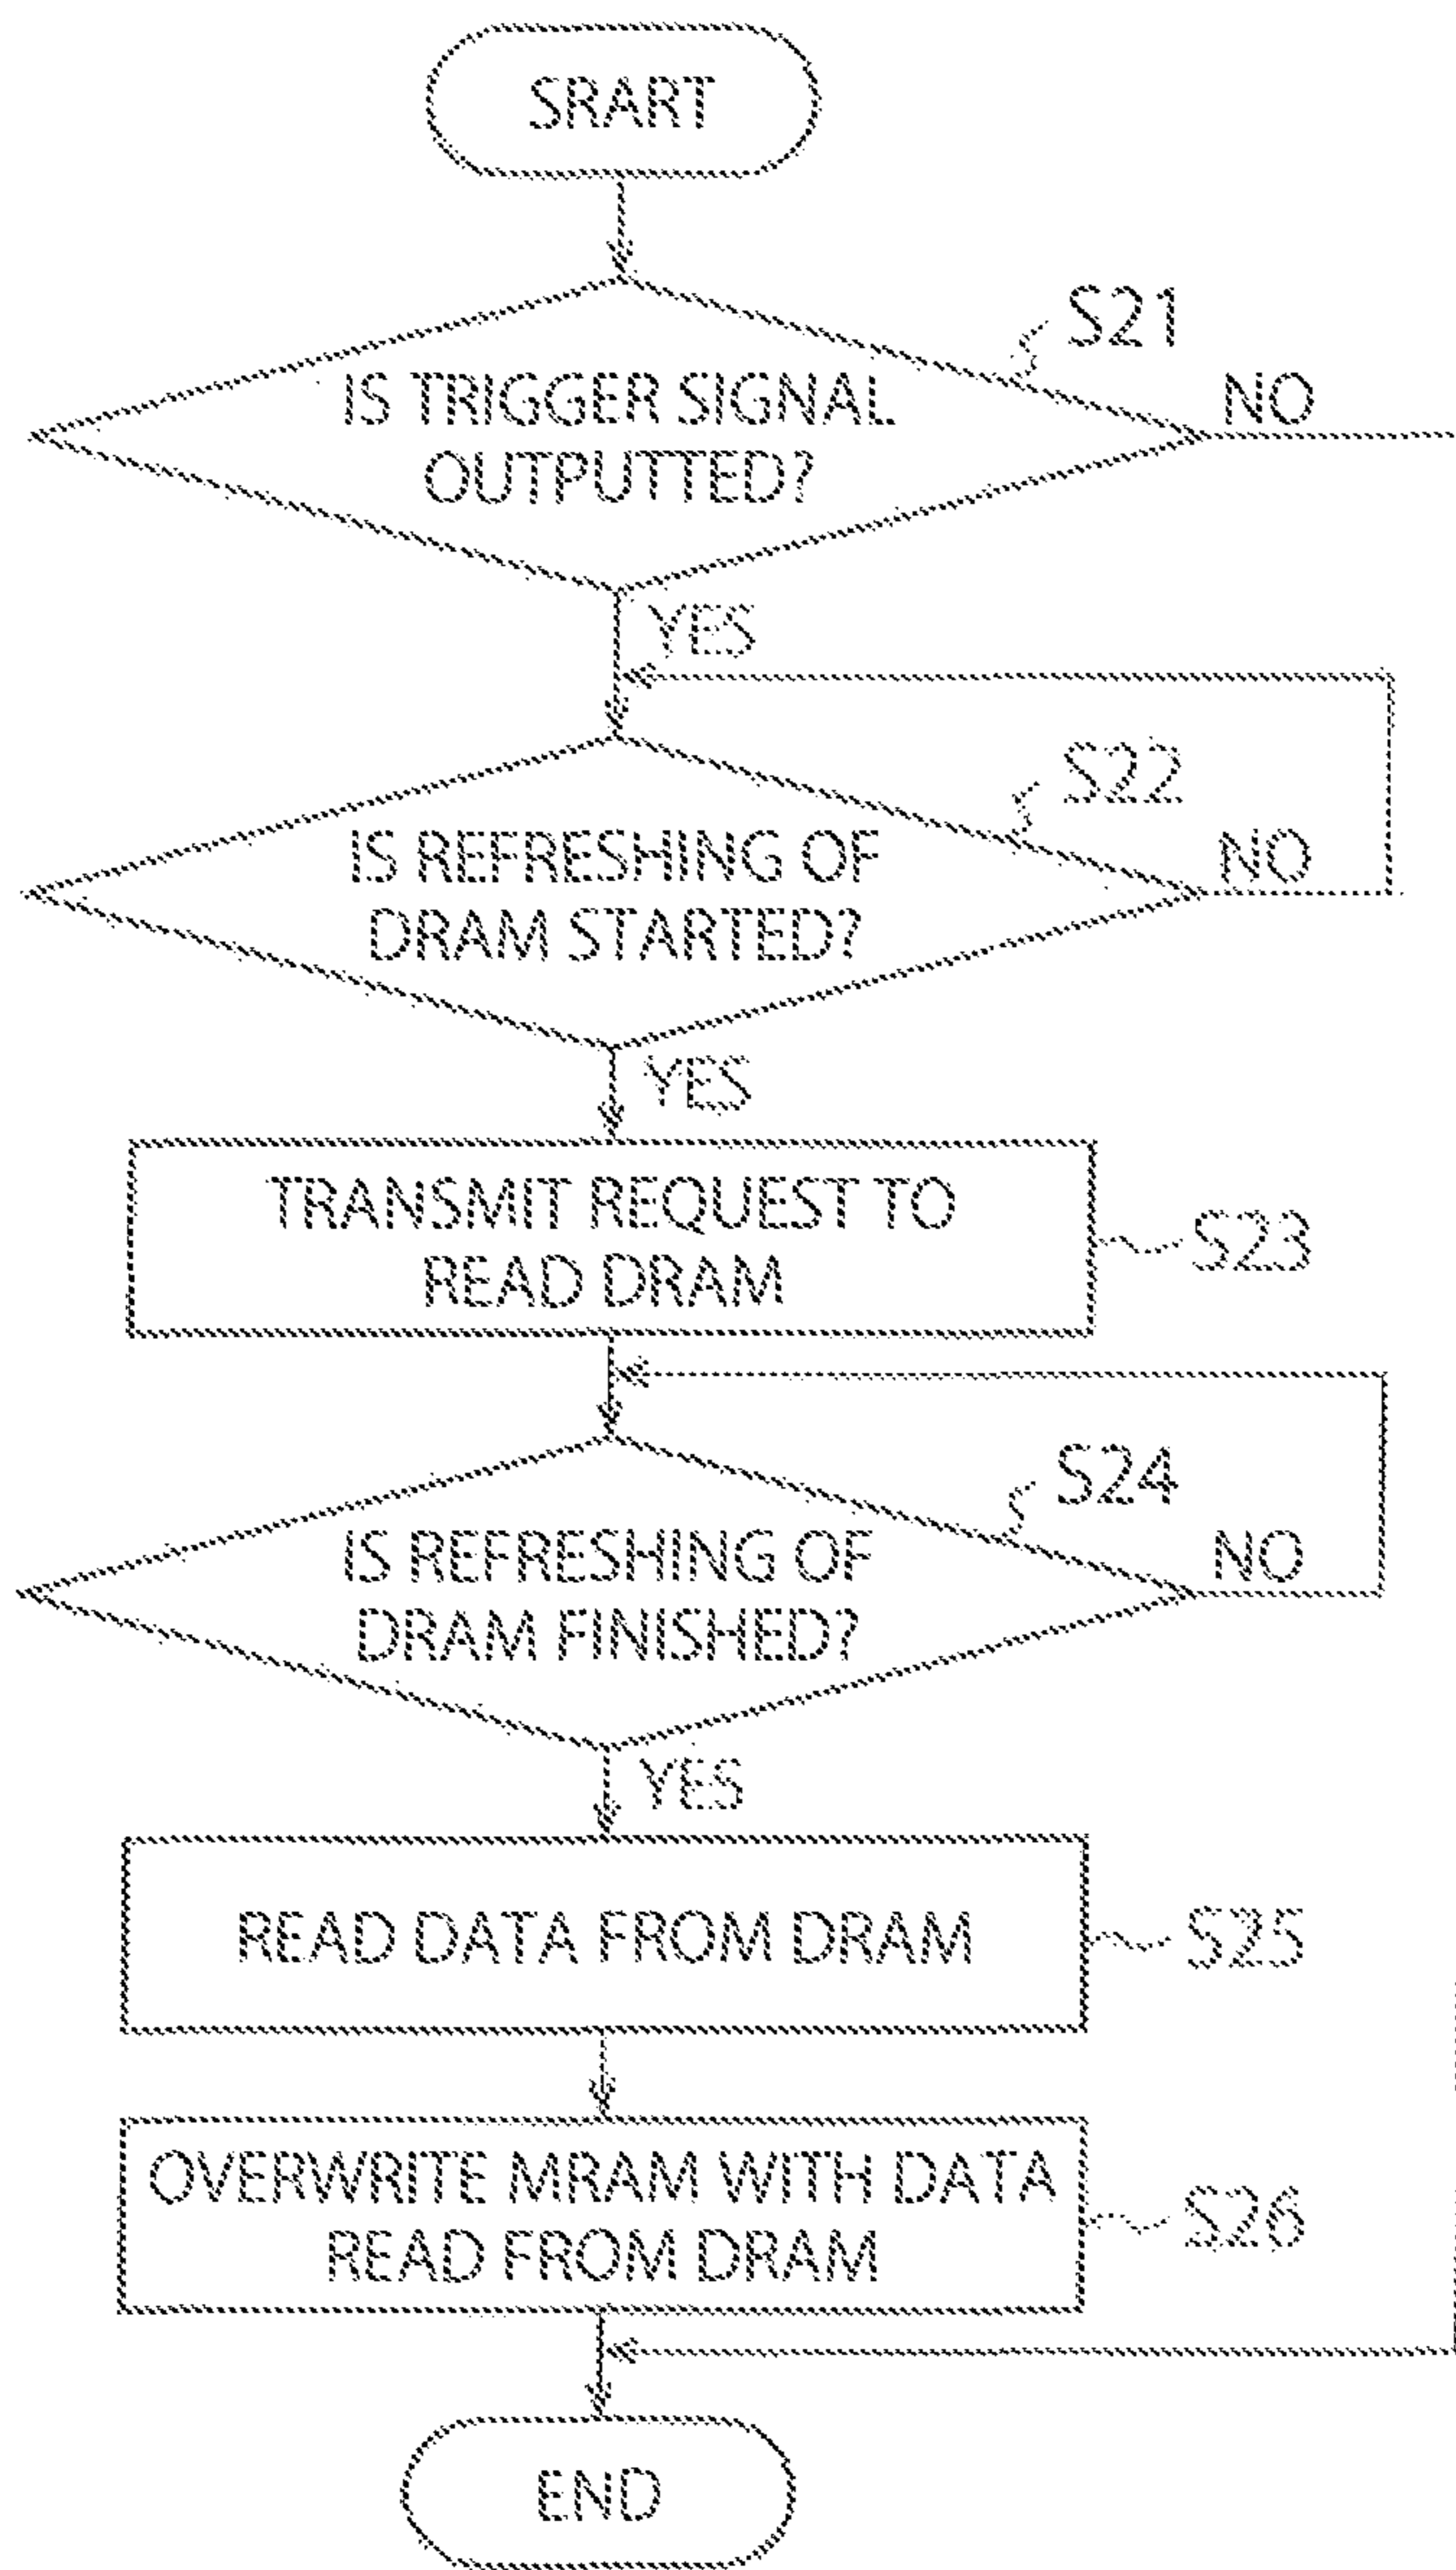 SRART
S21
IS TRIGGER SIGNAL
OUTPUTTED?
NO
YES
S22
IS REFRESHING OF
DRAM STARTED?
NO
YES
TRANSMIT REQUEST TO
READ DRAM
S23
S24
IS REFRESHING OF
DRAM FINISHED?
NO
YES
READ DATA FROM DRAM
S25
OVERWRITE MRAM WITH DATA
READ FROM DRAM
S26
END